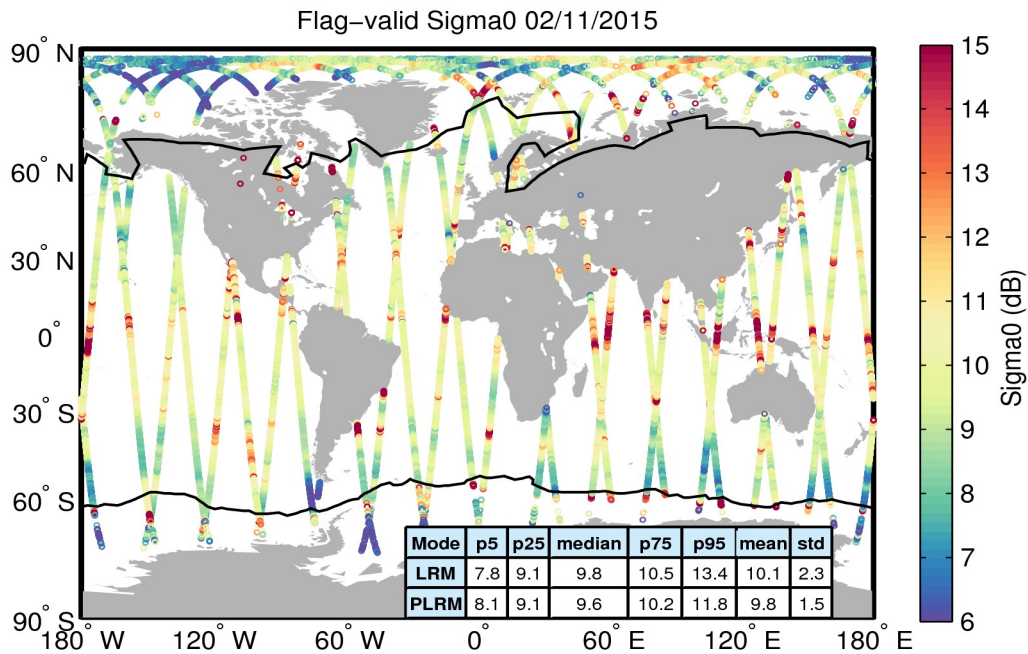 Flag−valid Sigma0 02/11/2015
90° N
60° N
30° N
0°
30° S
60° S
90° S
180° W
120° W
60° W
0°
60° E
120° E
180° E
Mode p5 p25 median p75 p95 mean std
LRM 7.8 9.1 9.8 10.5 13.4 10.1 2.3
PLRM 8.1 9.1 9.6 10.2 11.8 9.8 1.5
15
14
13
12
11
10
9
8
7
6
Sigma0 (dB)